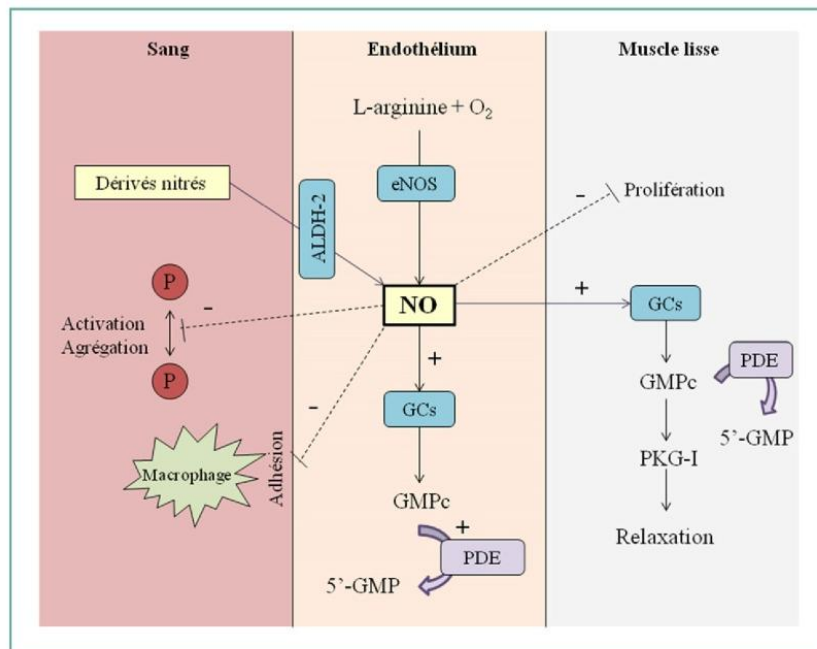 Sang
Endothélium
Muscle lisse
L-arginine + O₂
Dérivés nitrés
ALDH-2
eNOS
-
Prolifération
P
NO
+
GCs
Activation
Agrégation
-
+
P
GCs
GMPc
PDE
5'-GMP
Macrophage
Adhésion
-
PKG-I
GMPc
+
PDE
Relaxation
5'-GMP